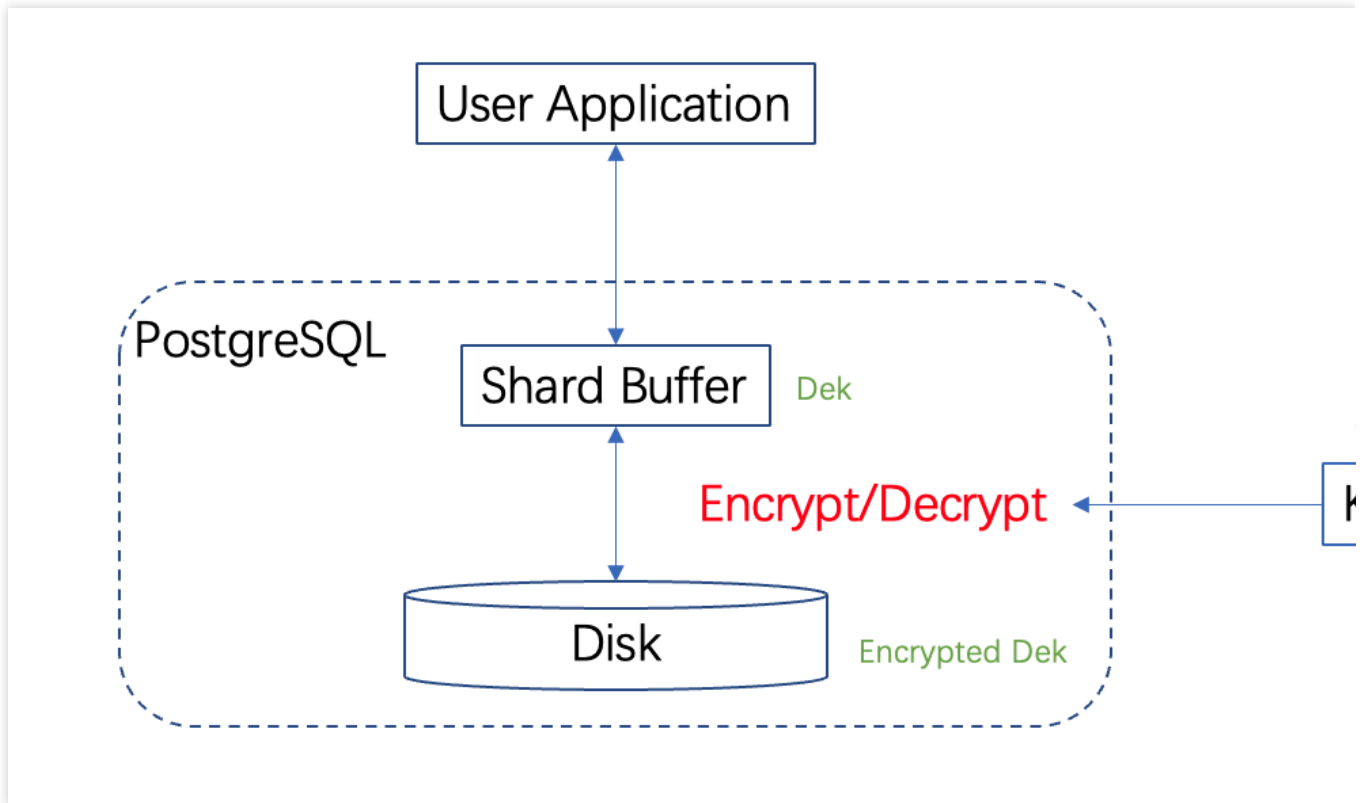 User Application
PostgreSQL
Shard Buffer
Dek
Encrypt/Decrypt
Disk
Encrypted Dek